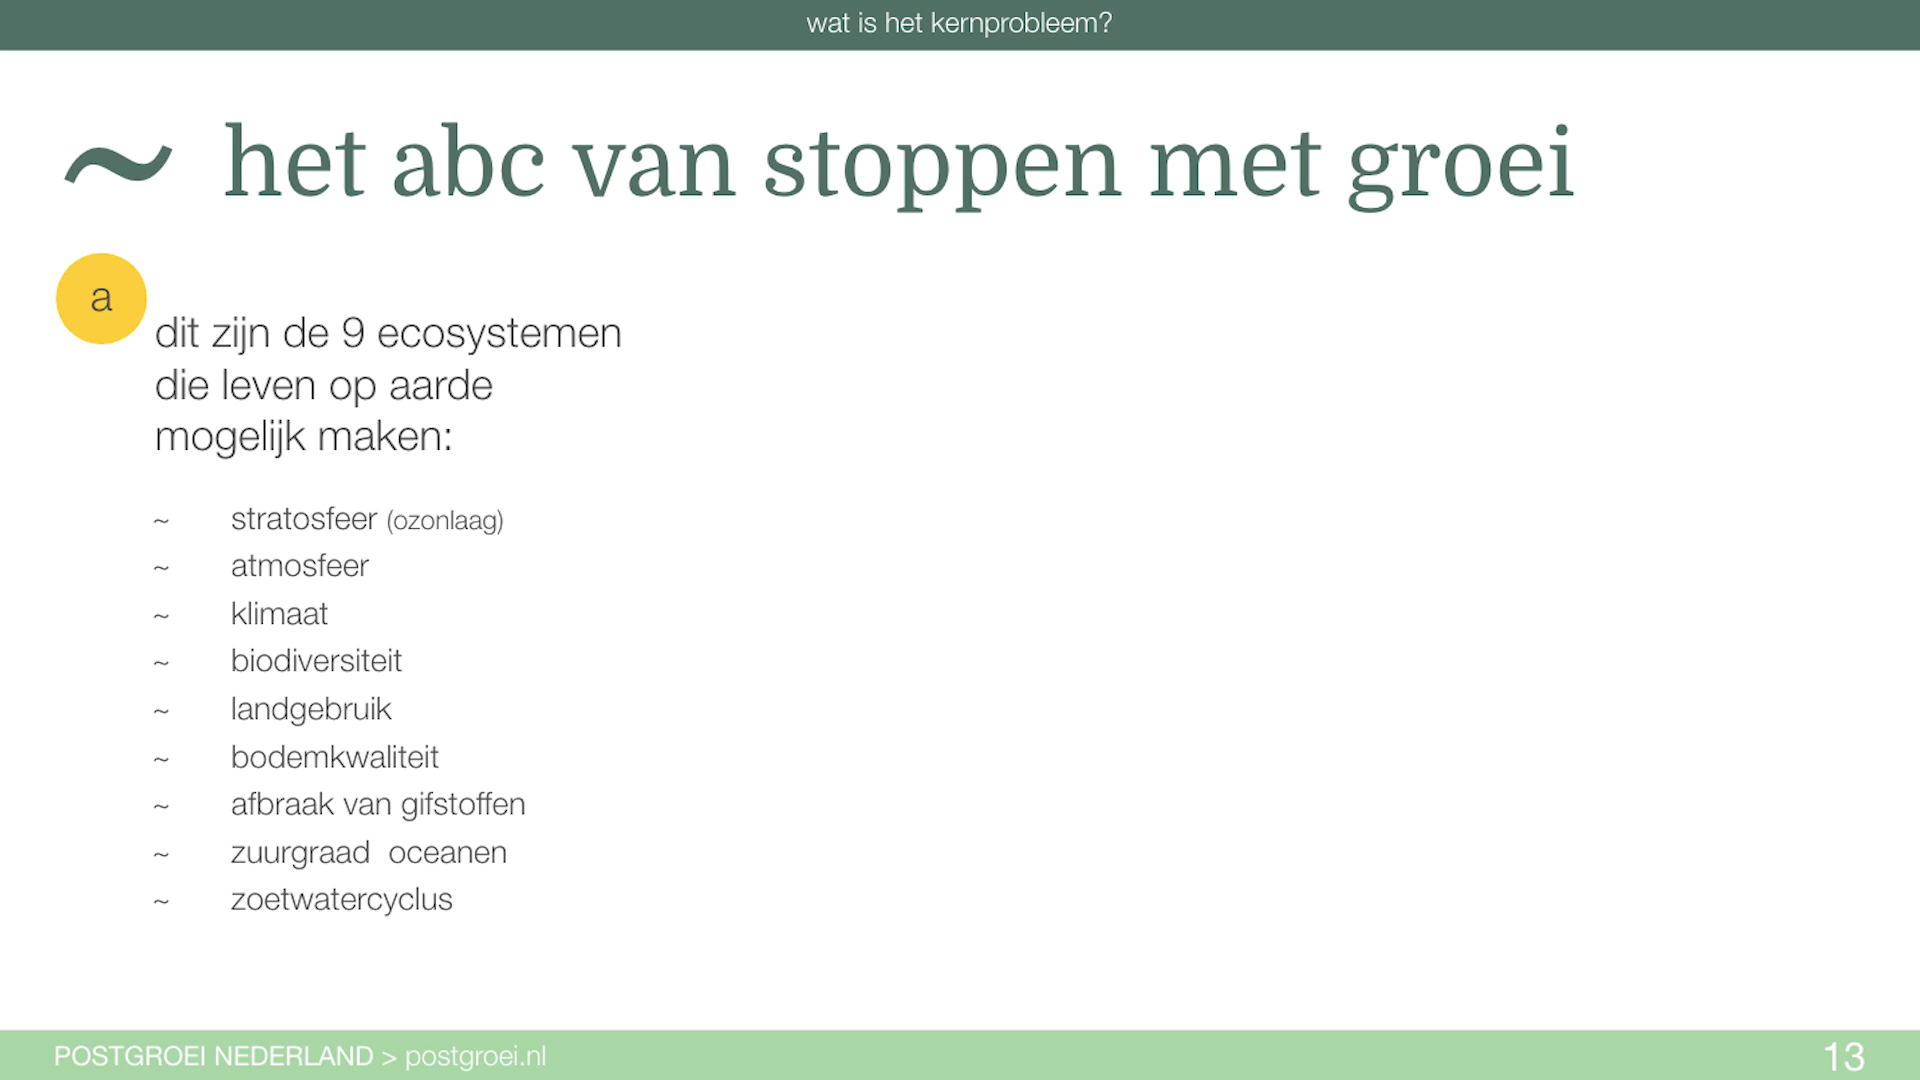 wat is het kernprobleem?
~ het abc van stoppen met groei
a
dit zijn de 9 ecosystemen
die leven op aarde
mogelijk maken:
~ stratosfeer (ozonlaag)
~ atmosfeer
~ klimaat
~ biodiversiteit
~ landgebruik
~ bodemkwaliteit
~ afbraak van gifstoffen
~ zuurgraad  oceanen
~ zoetwatercyclus
POSTGROEI NEDERLAND > postgroei.nl
13